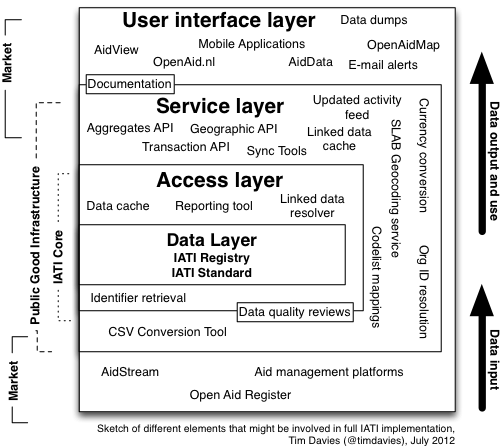 User interface layer
Data dumps
AidView
Mobile Applications
OpenAidMap
OpenAid.nl
AidData
E-mail alerts
Documentation
Service layer
Updated activity
feed
Aggregates API
Geographic API
Linked data
cache
Transaction API
Sync Tools
SLAB Geocoding service
Currency conversion
Access layer
Data cache
Reporting tool
Linked data
resolver
Data Layer
IATI Registry
IATI Standard
Codelist mappings
Org ID resolution
Identifier retrieval
Data quality reviews
CSV Conversion Tool
AidStream
Aid management platforms
Open Aid Register
Market
Public Good Infrastructure
IATI Core
Market
Data output and use
Data input
Sketch of different elements that might be involved in full IATI implementation,
Tim Davies (@timdavies), July 2012